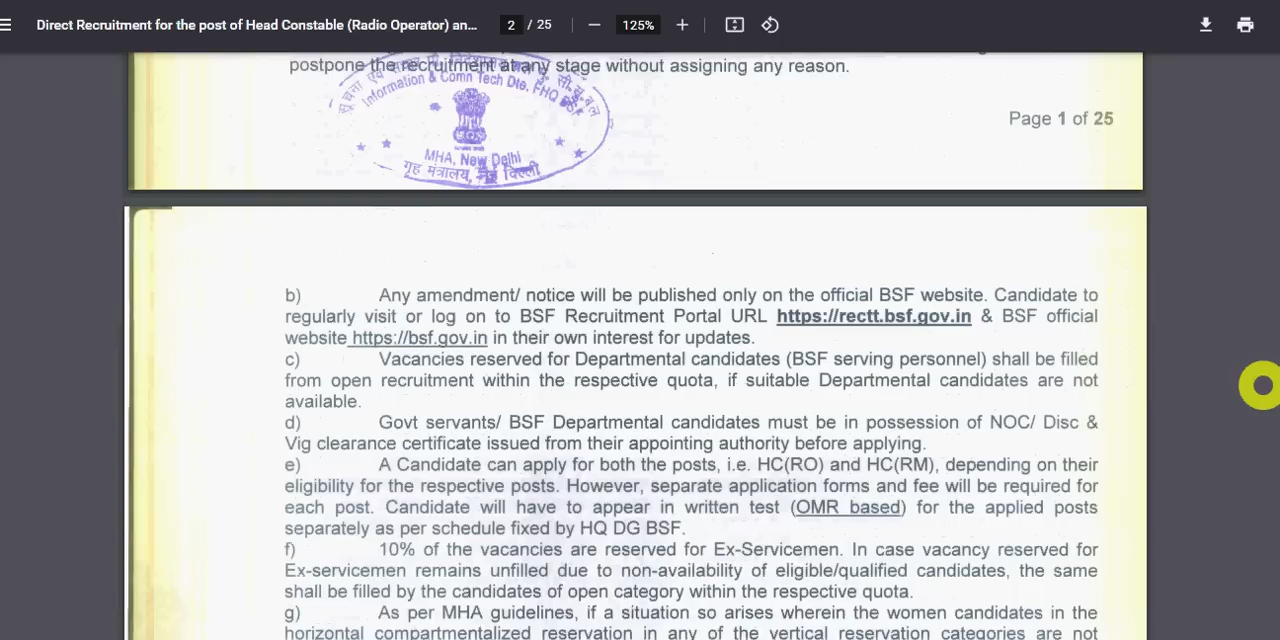 Direct Recruitment for the post of Head Constable (Radio Operator) an...
2 / 25
125%
postpone the recruitment at any stage without assigning any reason.
Information & Comn Tech Dte. FHQ
MHA, New Delhi
गृह मंत्रालय, नई दिल्ली
Page 1 of 25
b) Any amendment/ notice will be published only on the official BSF website. Candidate to
regularly visit or log on to BSF Recruitment Portal URL https://rectt.bsf.gov.in & BSF official
website https://bsf.gov.in in their own interest for updates.
c) Vacancies reserved for Departmental candidates (BSF serving personnel) shall be filled
from open recruitment within the respective quota, if suitable Departmental candidates are not
available.
d) Govt servants/ BSF Departmental candidates must be in possession of NOC/ Disc &
Vig clearance certificate issued from their appointing authority before applying.
e) A Candidate can apply for both the posts, i.e. HC(RO) and HC(RM), depending on their
eligibility for the respective posts. However, separate application forms and fee will be required for
each post. Candidate will have to appear in written test (OMR based) for the applied posts
separately as per schedule fixed by HQ DG BSF.
f) 10% of the vacancies are reserved for Ex-Servicemen. In case vacancy reserved for
Ex-servicemen remains unfilled due to non-availability of eligible/qualified candidates, the same
shall be filled by the candidates of open category within the respective quota.
g) As per MHA guidelines, if a situation so arises wherein the women candidates in the
horizontal compartmentalized reservation in any of the vertical reservation categories are not